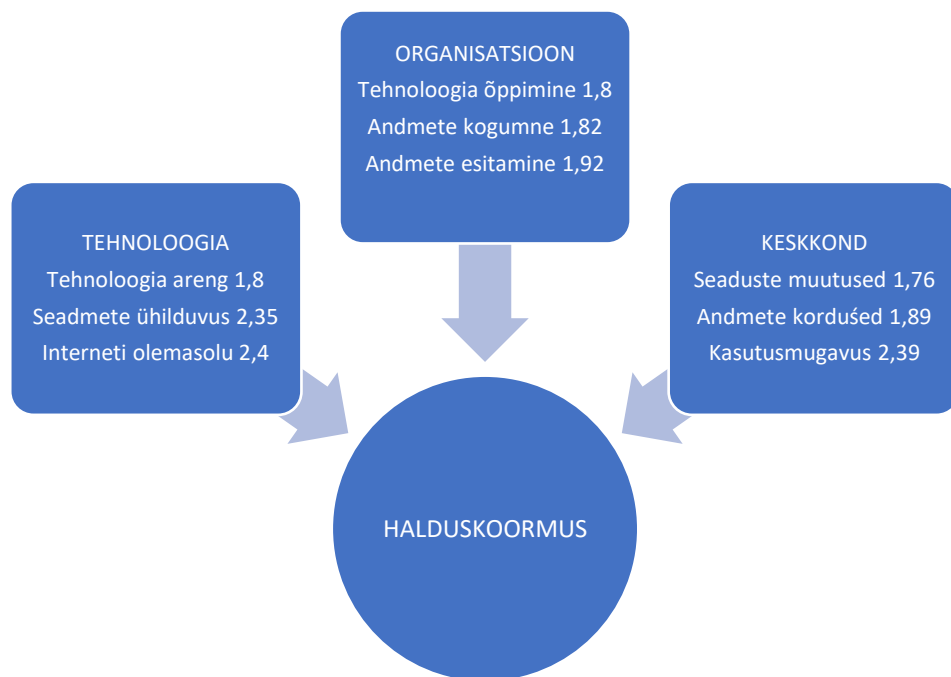 ORGANISATSIOON
Tehnoloogia õppimine 1,8
Andmete kogumne 1,82
Andmete esitamine 1,92
TEHNOLOOGIA
Tehnoloogia areng 1,8
Seadmete ühilduvus 2,35
Interneti olemasolu 2,4
KESKKOND
Seaduste muutused 1,76
Andmete korduśed 1,89
Kasutusmugavus 2,39
HALDUSKOORMUS